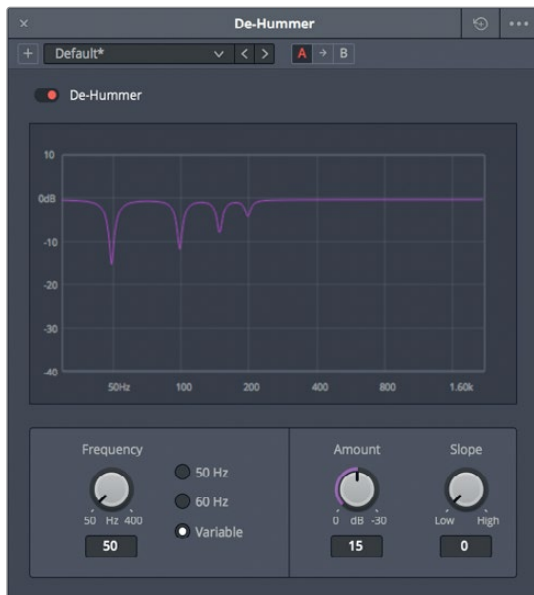 De-Hummer
Default*
A B
De-Hummer
10
0dB
-10
-20
-30
-40
50Hz 100 200 400 800 1.60k
Frequency
50 Hz 400
50
50 Hz
60 Hz
Variable
Amount
0 dB -30
15
Slope
Low High
0